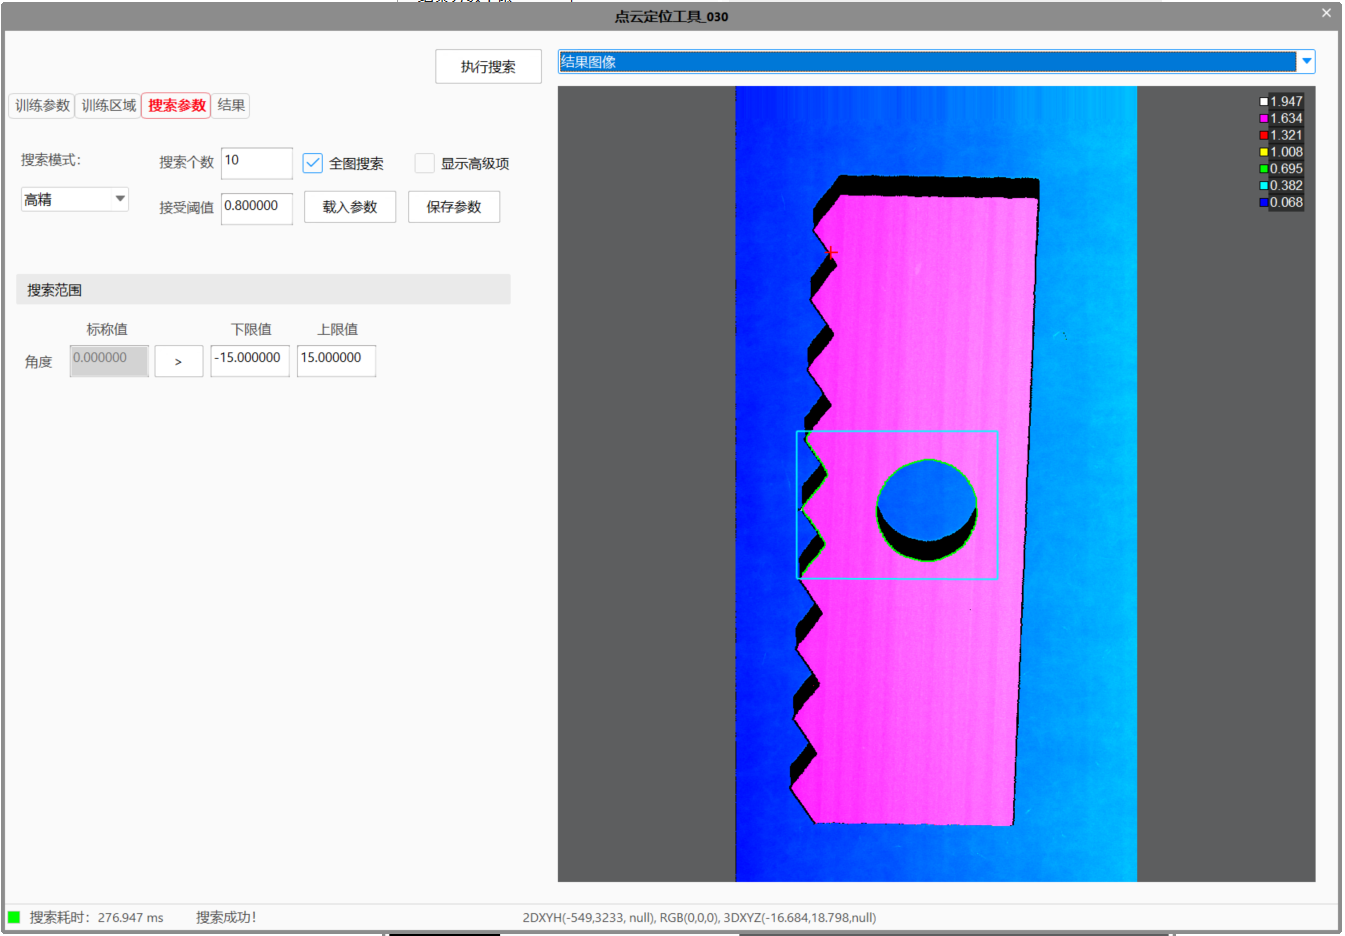 点云定位工具_030
执行搜索
结果图像
训练参数 训练区域 搜索参数 结果
搜索模式:
搜索个数 10 全图搜索 显示高级项
高精
接受阈值 0.800000 载入参数 保存参数
搜索范围
标称值 下限值 上限值
角度 0.000000 > -15.000000 15.000000
1.947
1.634
1.321
1.008
0.695
0.382
0.068
搜索耗时: 276.947 ms 搜索成功! 2DXYH(-549,3233, null), RGB(0,0,0), 3DXYZ(-16.684,18.798,null)